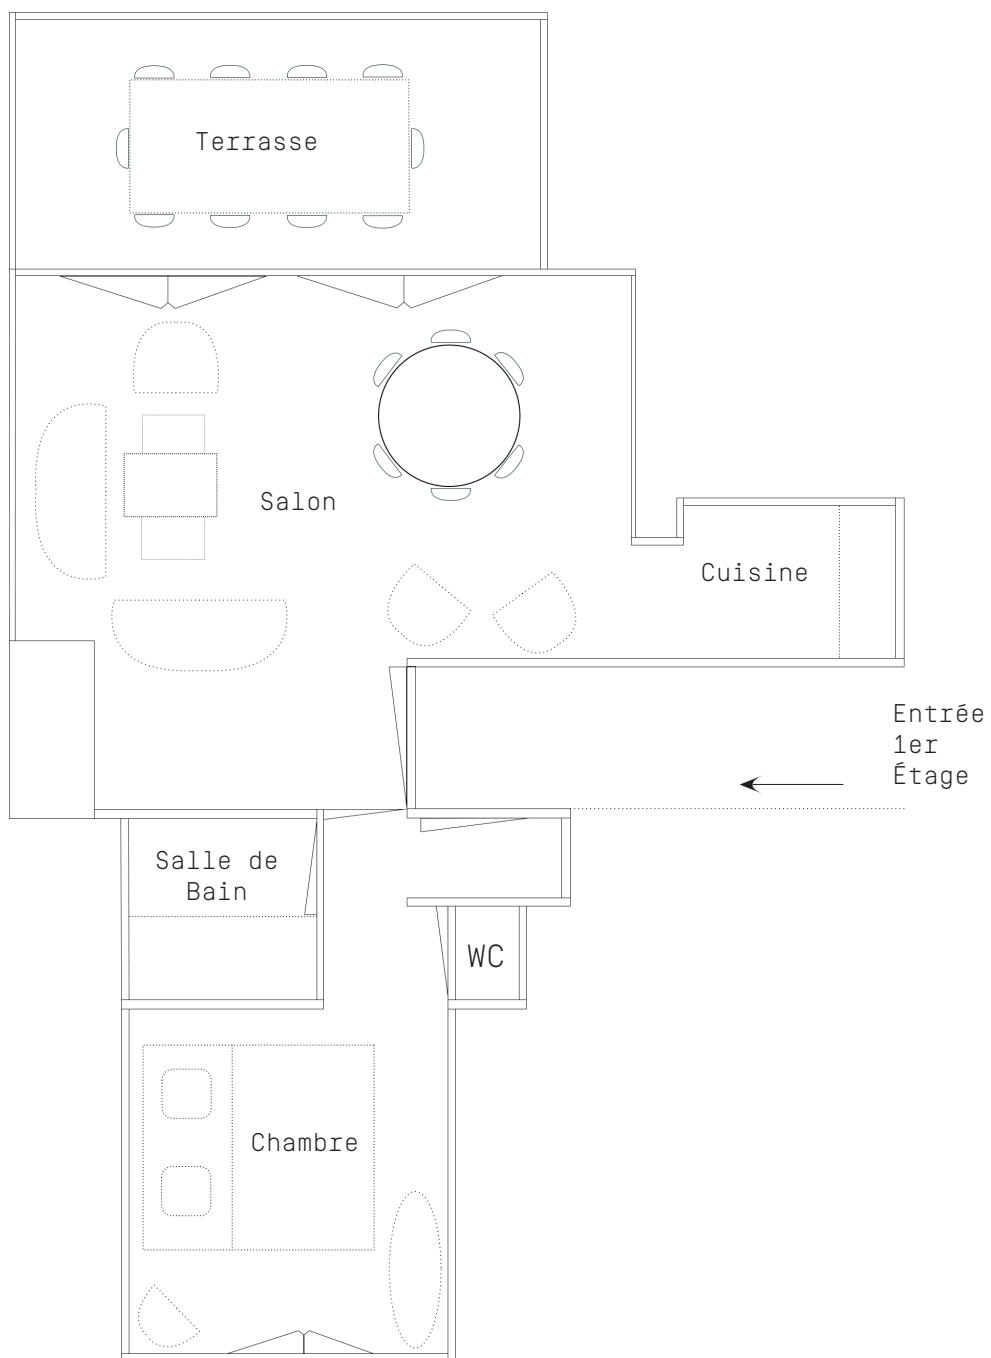 Terrasse
Salon
Cuisine
Entrée
1er
Étage
Salle de
Bain
WC
Chambre